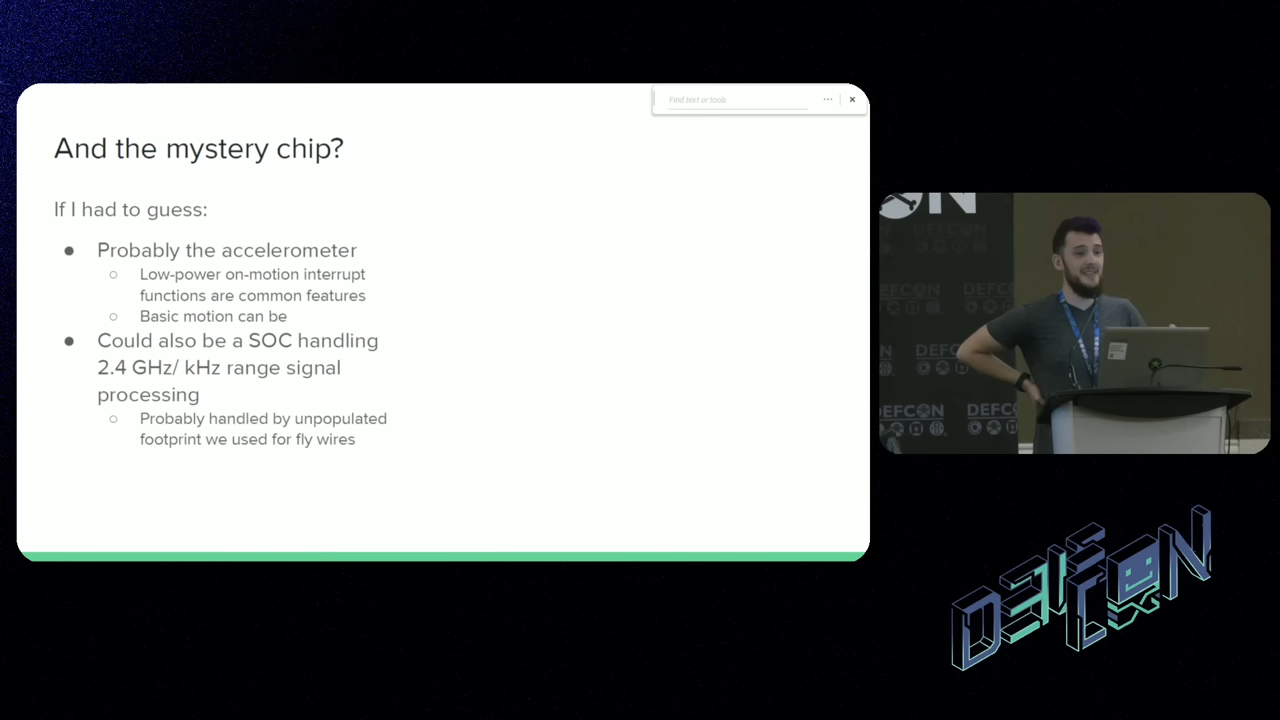 Find text or tools
And the mystery chip?
If I had to guess:
● Probably the accelerometer
○ Low-power on-motion interrupt
functions are common features
○ Basic motion can be
● Could also be a SOC handling
2.4 GHz/ kHz range signal
processing
○ Probably handled by unpopulated
footprint we used for fly wires
DEFCON
DEFCON
DEFCON